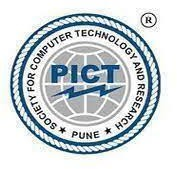 ®
SOCIETY FOR COMPUTER TECHNOLOGY AND RESEARCH
PICT
* PUNE *